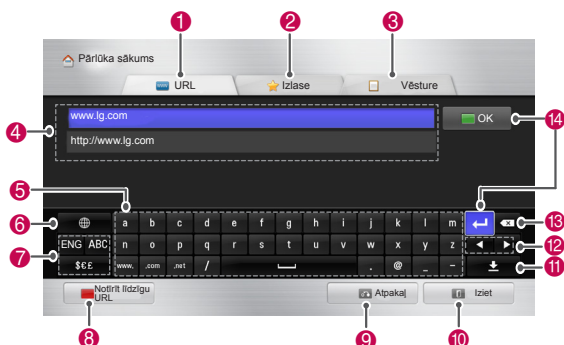 1 2 3
Pārlūka sākums
URL Izlase Vēsture
4 www.lg.com OK 14
http://www.lg.com
5
6 a b c d e f g h i j k l m 13
ENG ABC n o p q r s t u v w x y z 12
7 $€£ www. .com .net / . @ _ - 11
Notīrīt līdzīgu
URL
Atpakaļ Iziet
8 9 10